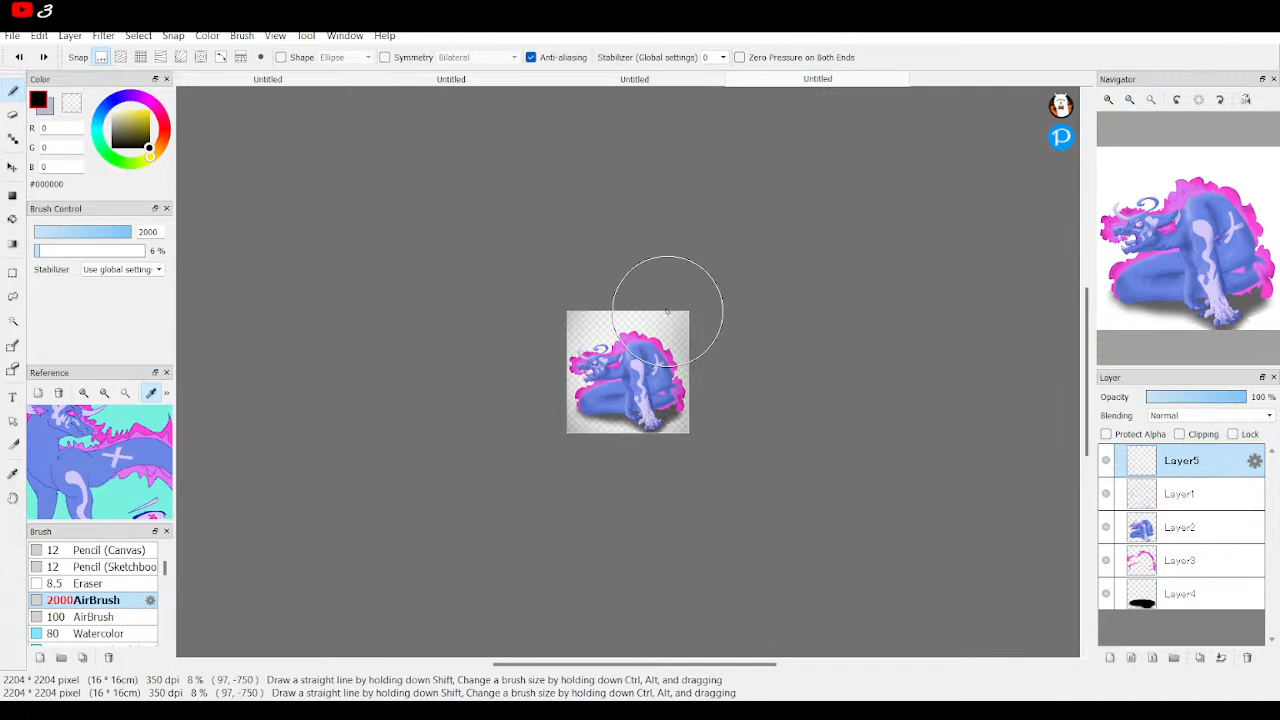 3
File Edit Layer Filter Select Snap Color Brush View Tool Window Help
Snap Shape Ellipse Symmetry Bilateral Anti-aliasing Stabilizer (Global settings) 0 Zero Pressure on Both Ends
Color
Untitled Untitled Untitled Untitled
Navigator
R 0
G 0
B 0
#000000
Brush Control
2000
6 %
Stabilizer Use global setting
Reference
Layer
Opacity 100 %
Blending Normal
Protect Alpha Clipping Lock
Layer5
Layer1
Layer2
Layer3
Layer4
Brush
12 Pencil (Canvas)
12 Pencil (Sketchboo
8.5 Eraser
2000 AirBrush
100 AirBrush
80 Watercolor
2204 * 2204 pixel (16 * 16cm) 350 dpi 8 % ( 97, -750) Draw a straight line by holding down Shift, Change a brush size by holding down Ctrl, Alt, and dragging
2204 * 2204 pixel (16 * 16cm) 350 dpi 8 % ( 97, -750) Draw a straight line by holding down Shift, Change a brush size by holding down Ctrl, Alt, and dragging